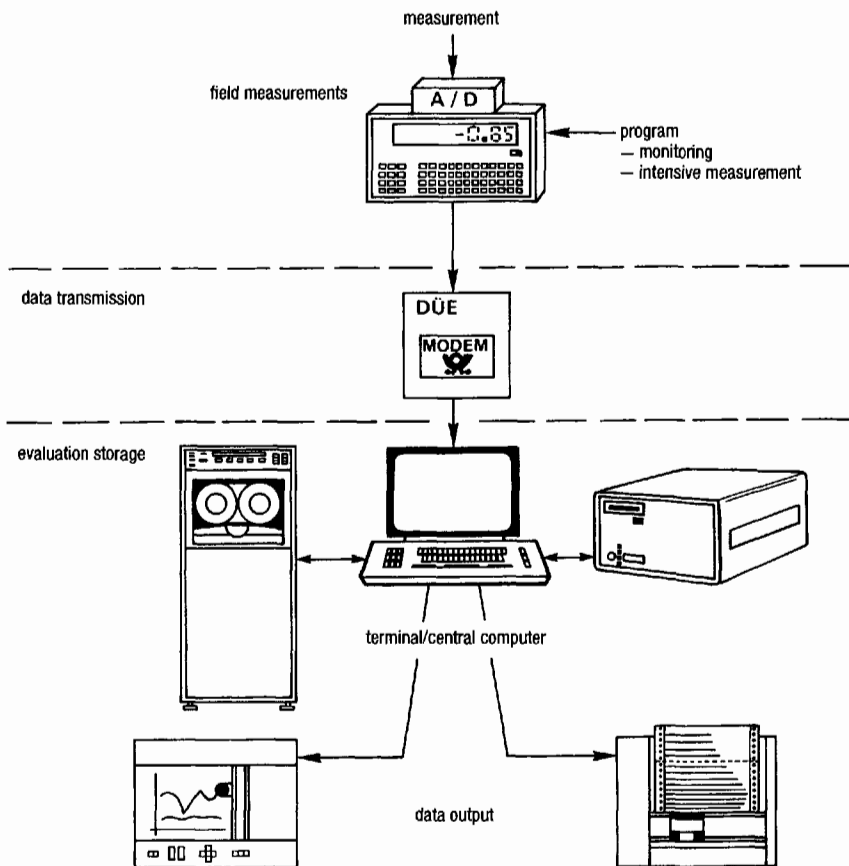 measurement
field measurements
A / D
-0.85
program
— monitoring
— intensive measurement
data transmission
DÜE
MODEM
evaluation storage
terminal/central computer
data output